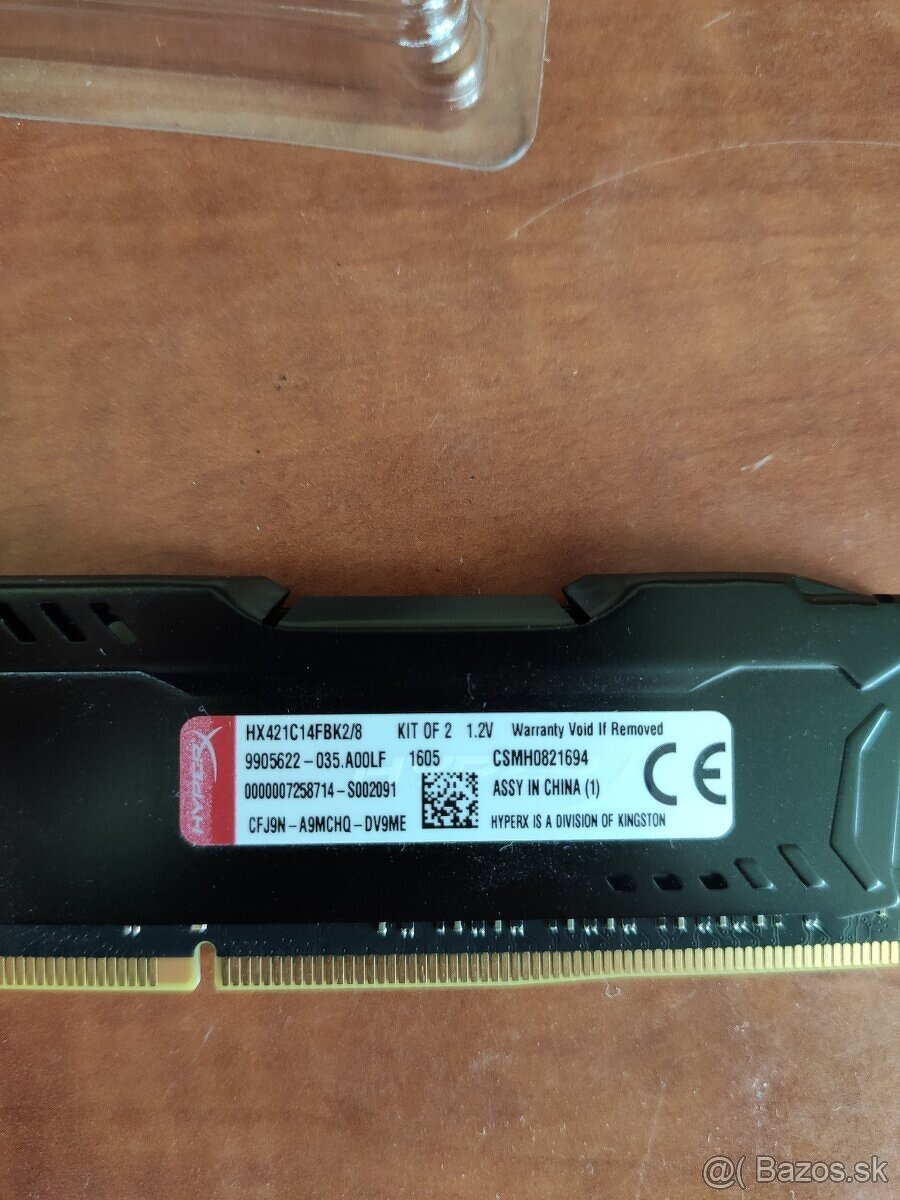 HYPERX
HX421C14FBK2/8 KIT OF 2 1.2V Warranty Void If Removed
9905622-035.A00LF 1605 CSMH0821694
0000007258714-S002091 ASSY IN CHINA (1)
CFJ9N-A9MCHQ-DV9ME HYPERX IS A DIVISION OF KINGSTON
CE
@( Bazos.sk